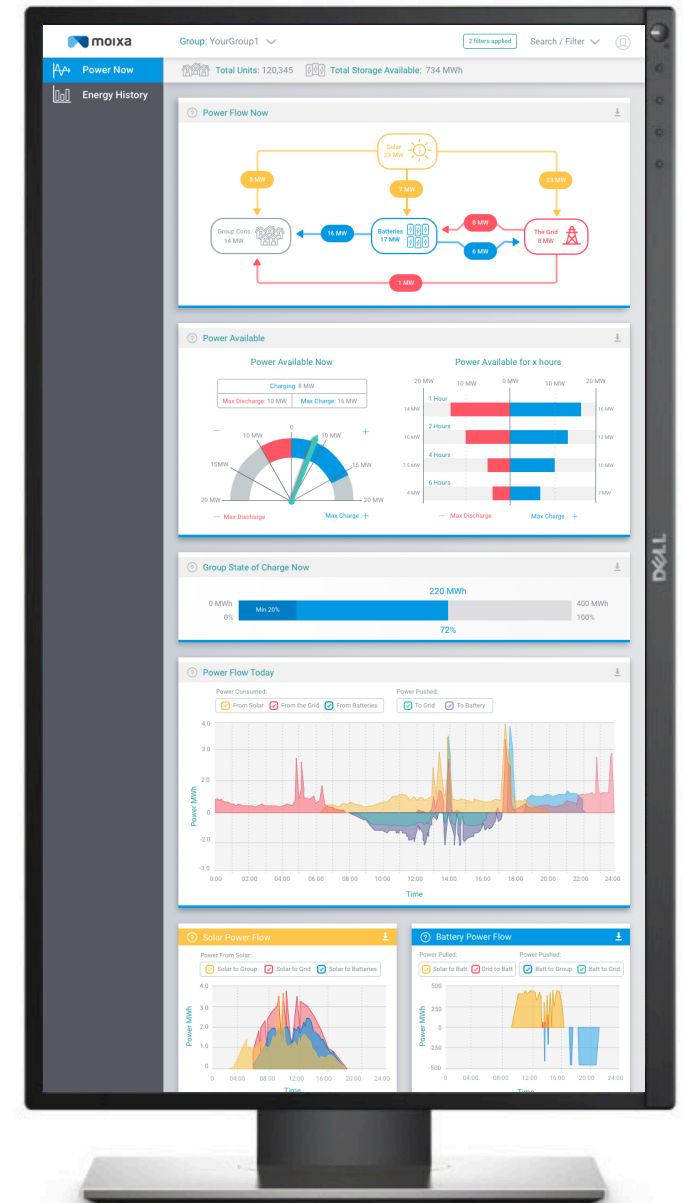 moixa
Group: YourGroup1
2 filters applied
Search / Filter
Power Now
Energy History
Total Units: 120,345
Total Storage Available: 734 MWh
Power Flow Now
Solar
23 MW
8 MW
7 MW
23 MW
Group Cons.
14 MW
16 MW
Batteries
17 MW
8 MW
6 MW
The Grid
8 MW
1 MW
Power Available
Power Available Now
Charging: 8 MW
Max Discharge: 10 MW
Max Charge: 16 MW
0
10 MW
10 MW
15MW
15 MW
20 MW
20 MW
− Max Discharge
Max Charge +
Power Available for x hours
20 MW 10 MW 0 MW 10 MW 20 MW
1 Hour
14 MW 16 MW
2 Hours
10 MW 13 MW
4 Hours
7.5 MW 10 MW
6 Hours
4 MW 7 MW
− Max Discharge
Max Charge +
Group State of Charge Now
220 MWh
0 MWh
0%
Min 20%
400 MWh
100%
72%
Power Flow Today
Power Consumed:
From Solar From the Grid From Batteries
Power Pushed:
To Grid To Battery
Power MWh
4.0
3.0
2.0
0
-2.0
-3.0
0:00 02:00 04:00 06:00 08:00 10:00 12:00 14:00 16:00 18:00 20:00 22:00 24:00
Time
Solar Power Flow
Power From Solar
Solar to Group Solar to Grid Solar to Batteries
Power MWh
4.0
3.0
2.0
1.0
0
0 04:00 08:00 12:00 16:00 20:00 24:00
Time
Battery Power Flow
Power Pulled:
Solar to Batt Grid to Batt
Power Pushed:
Batt to Group Batt to Grid
Power MWh
500
250
0
-250
-500
0 04:00 08:00 12:00 16:00 20:00 24:00
Time
DELL